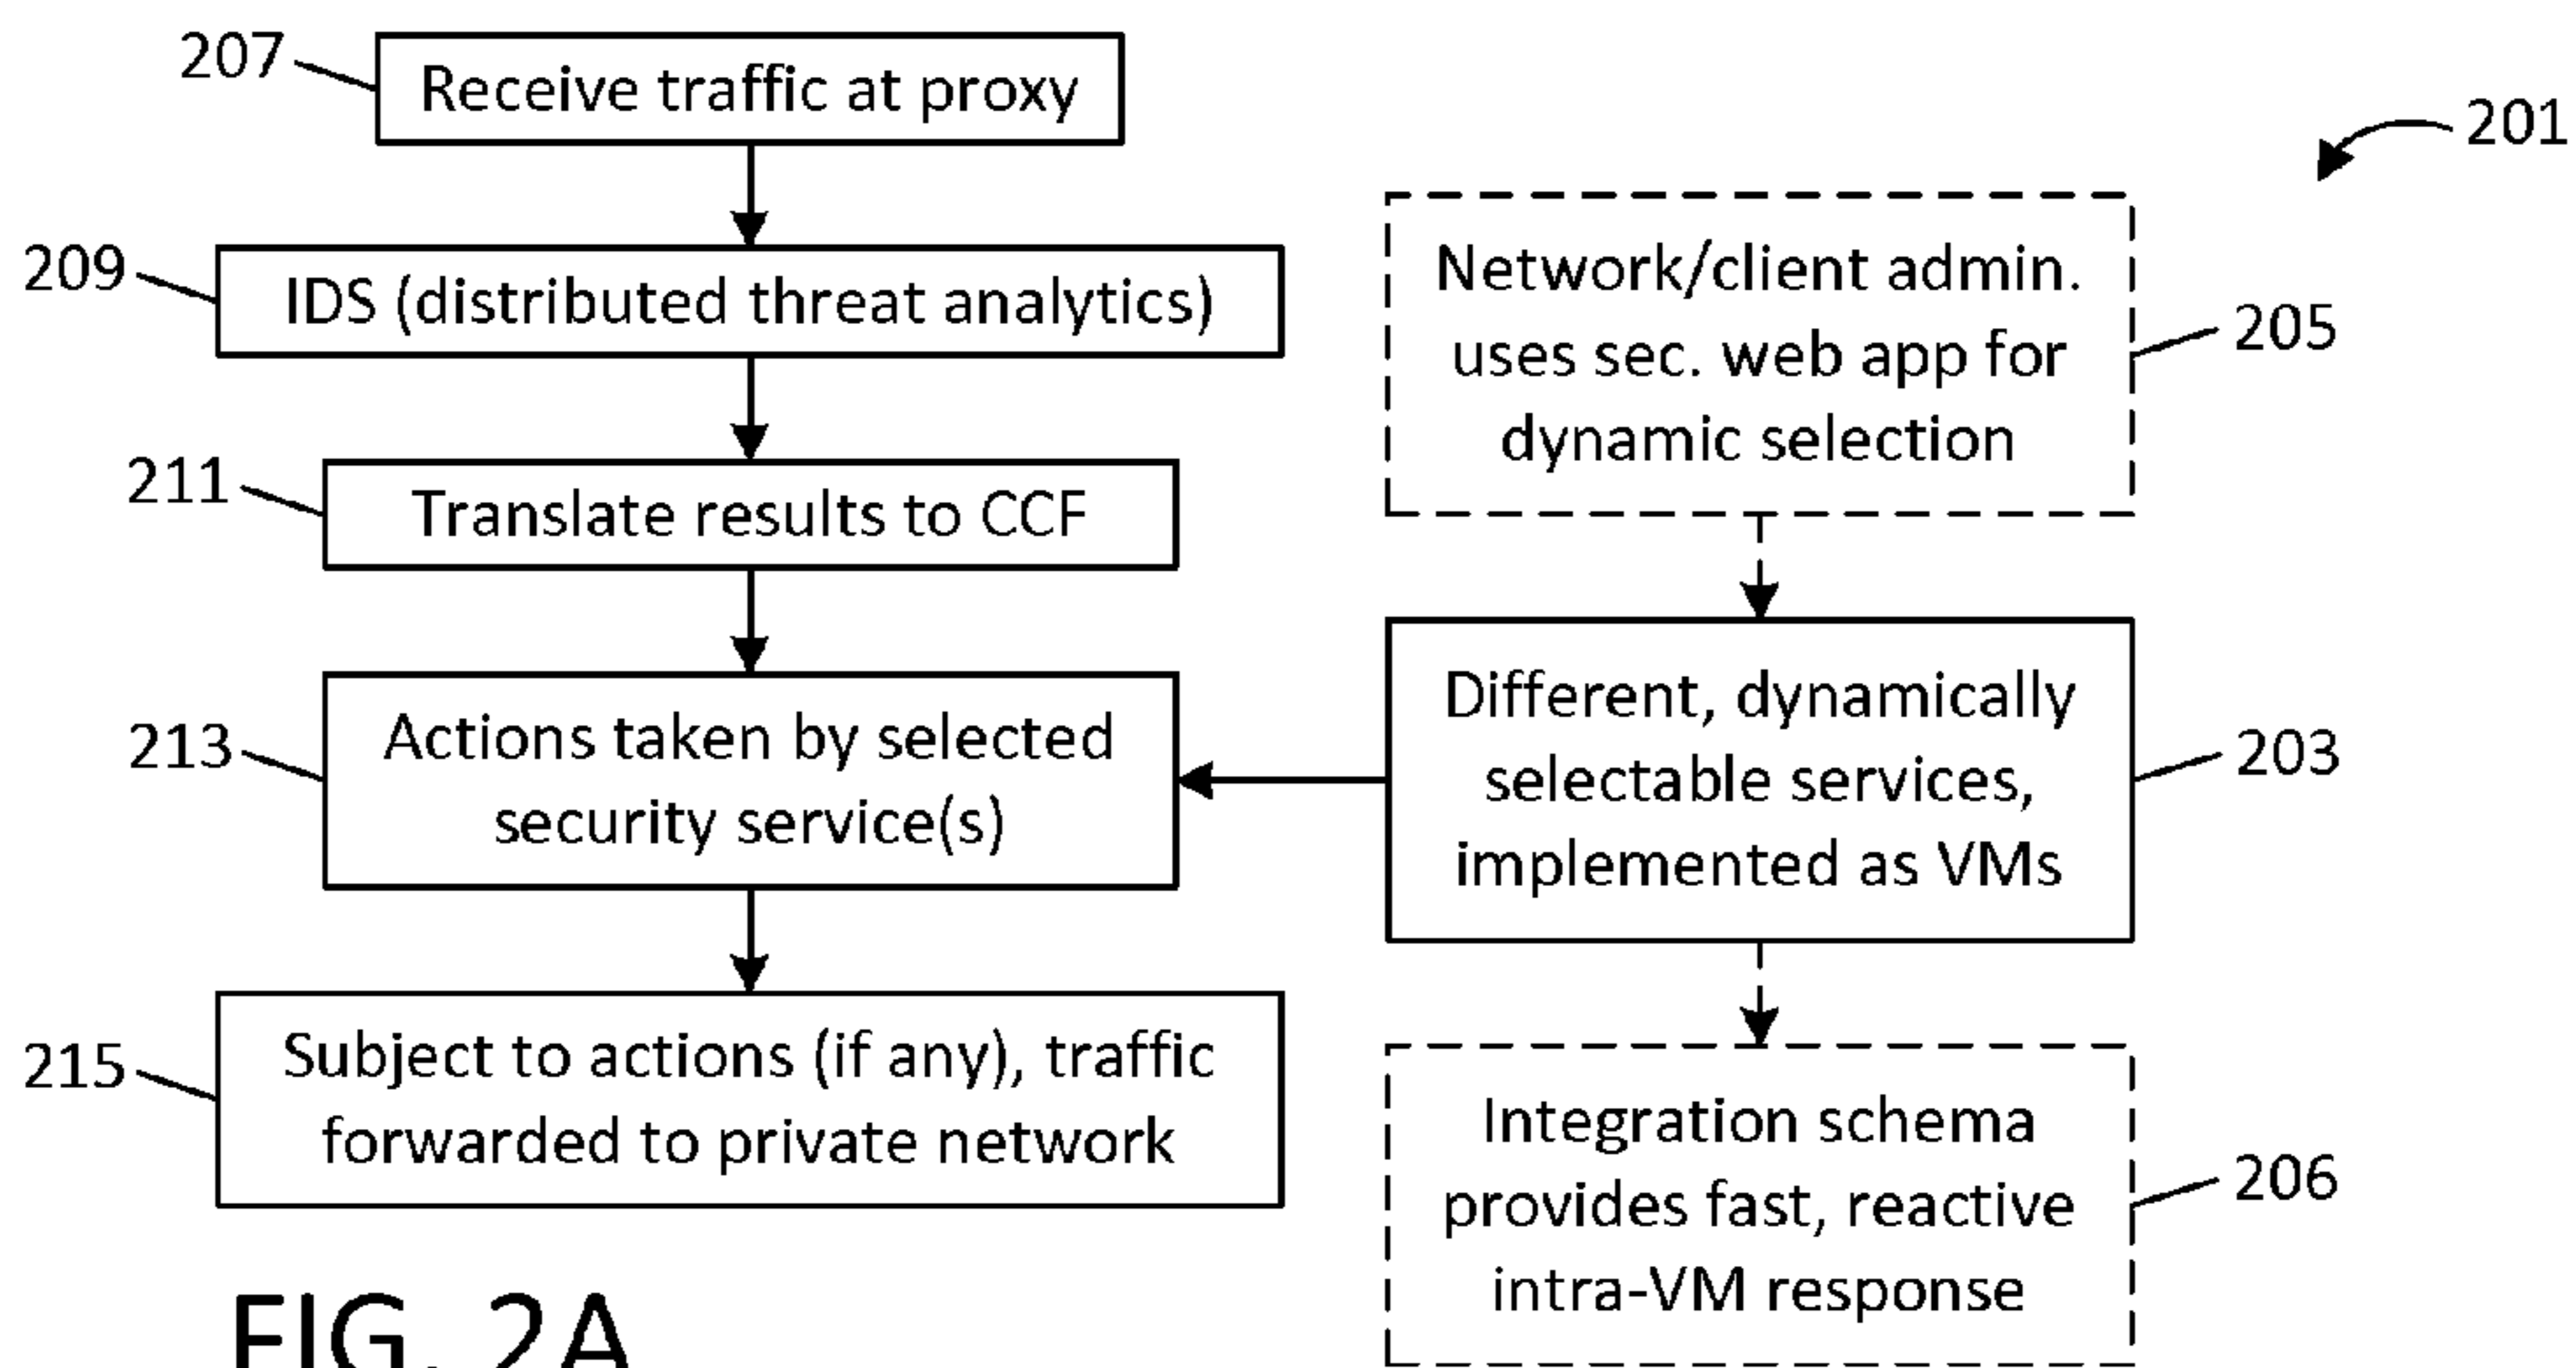 207
Receive traffic at proxy
201
209
IDS (distributed threat analytics)
Network/client admin.
uses sec. web app for
dynamic selection
205
211
Translate results to CCF
213
Actions taken by selected
security service(s)
Different, dynamically
selectable services,
implemented as VMs
203
215
Subject to actions (if any), traffic
forwarded to private network
Integration schema
provides fast, reactive
intra-VM response
206
FIG. 2A